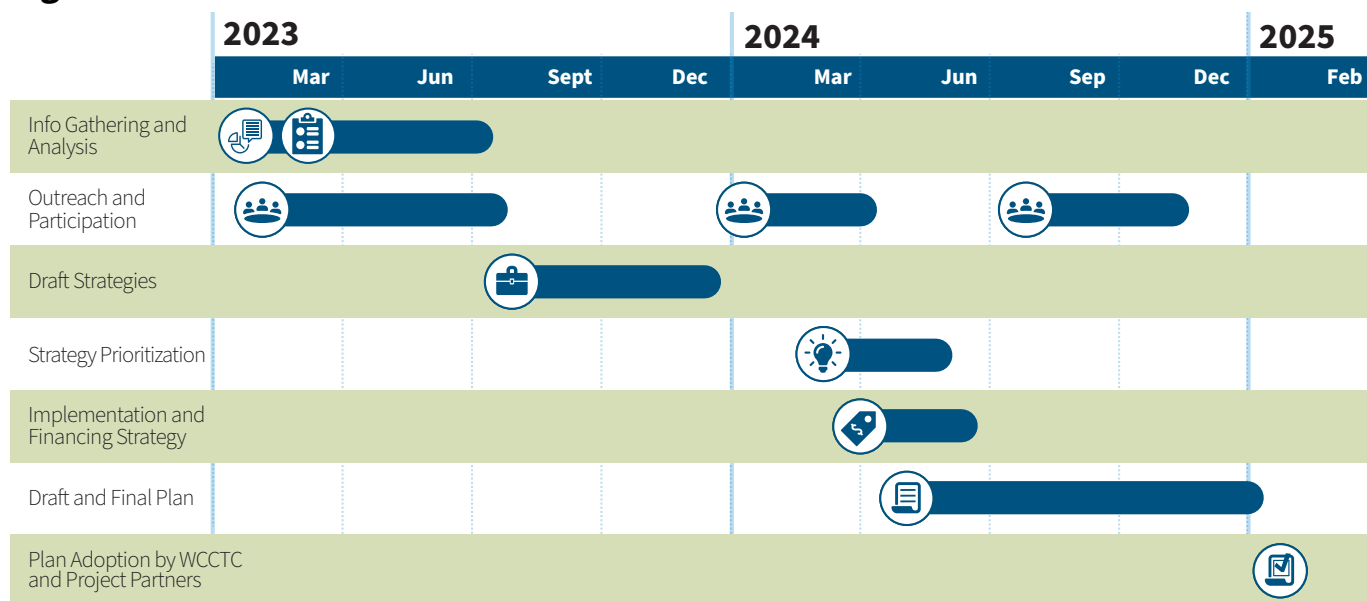 2023 2024 2025
Mar Jun Sept Dec Mar Jun Sep Dec Feb
Info Gathering and
Analysis
Outreach and
Participation
Draft Strategies
Strategy Prioritization
Implementation and
Financing Strategy
Draft and Final Plan
Plan Adoption by WCCTC
and Project Partners